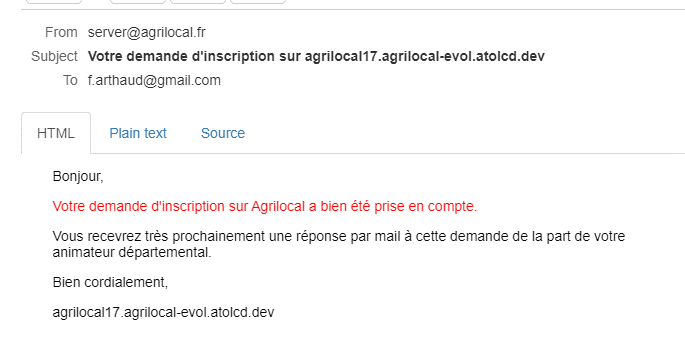 From server@agrilocal.fr
Subject Votre demande d'inscription sur agrilocal17.agrilocal-evol.atolcd.dev
To f.arthaud@gmail.com
HTML Plain text Source
Bonjour,
Votre demande d'inscription sur Agrilocal a bien été prise en compte.
Vous recevrez très prochainement une réponse par mail à cette demande de la part de votre
animateur départemental.
Bien cordialement,
agrilocal17.agrilocal-evol.atolcd.dev